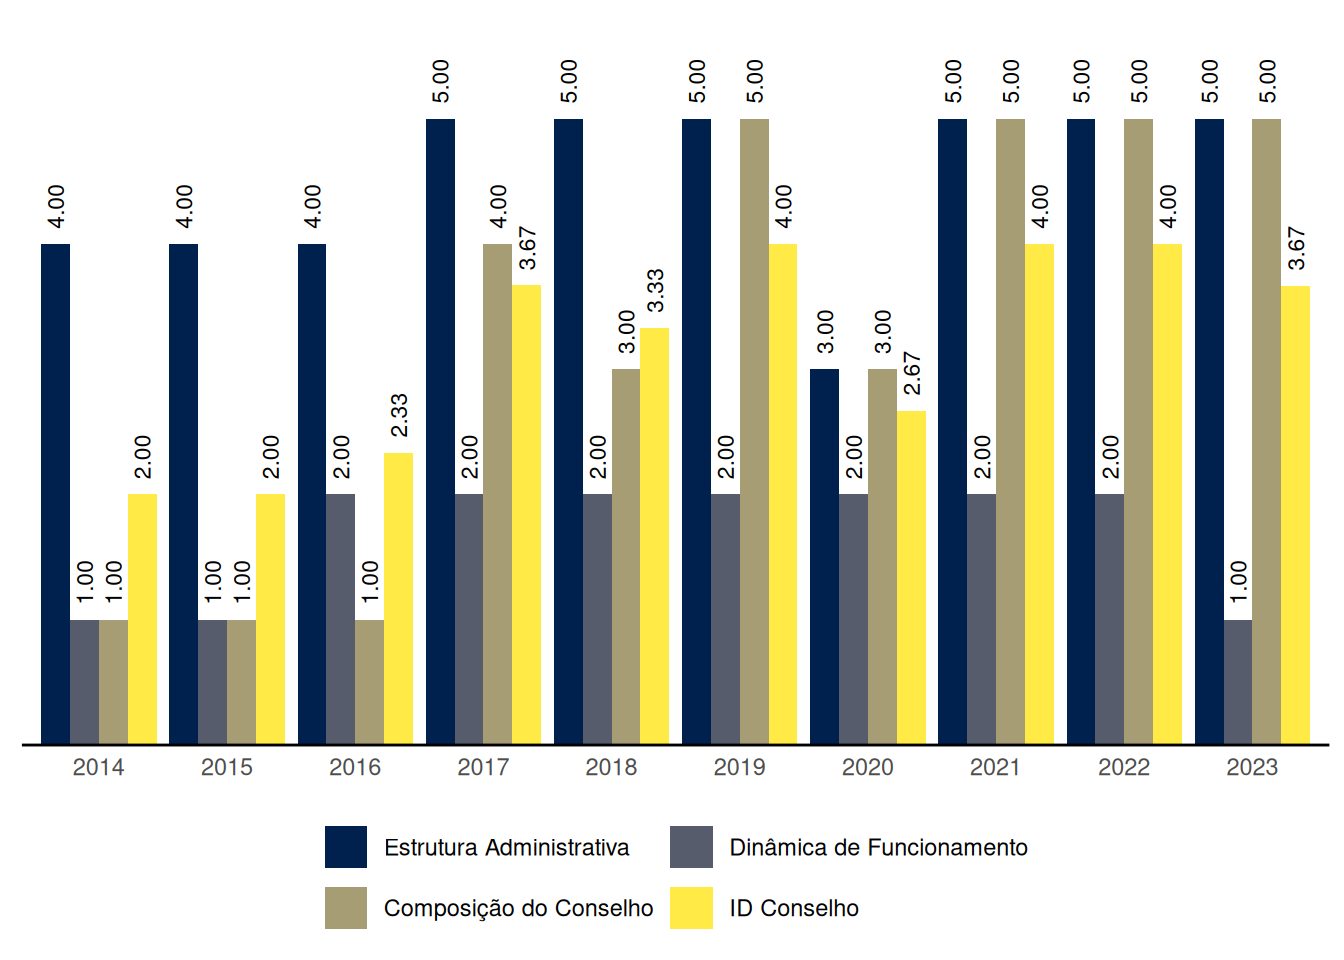 4.00 1.00 1.00 2.00
4.00 1.00 1.00 2.00
4.00 2.00 1.00 2.33
5.00 2.00 4.00 3.67
5.00 2.00 3.00 3.33
5.00 2.00 5.00 4.00
3.00 2.00 3.00 2.67
5.00 2.00 5.00 4.00
5.00 2.00 5.00 4.00
5.00 1.00 5.00 3.67
2014 2015 2016 2017 2018 2019 2020 2021 2022 2023
Estrutura Administrativa Dinâmica de Funcionamento
Composição do Conselho ID Conselho